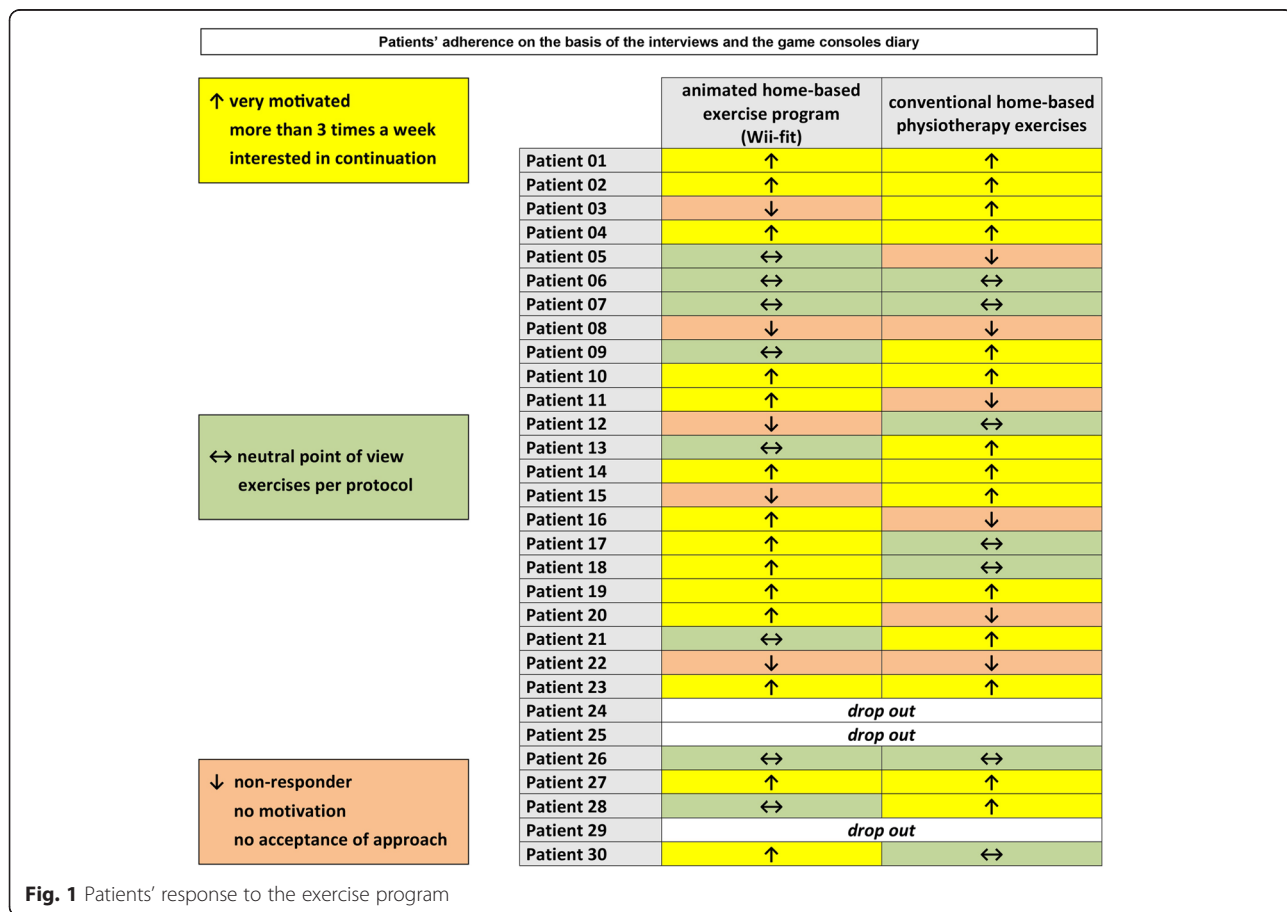 Patients' adherence on the basis of the interviews and the game consoles diary
↑ very motivated
more than 3 times a week
interested in continuation
↔ neutral point of view
exercises per protocol
↓ non-responder
no motivation
no acceptance of approach
animated home-based
exercise program
(Wii-fit)
conventional home-based
physiotherapy exercises
Patient 01 ↑ ↑
Patient 02 ↑ ↑
Patient 03 ↓ ↑
Patient 04 ↑ ↑
Patient 05 ↔ ↓
Patient 06 ↔ ↔
Patient 07 ↔ ↔
Patient 08 ↓ ↓
Patient 09 ↔ ↑
Patient 10 ↑ ↑
Patient 11 ↑ ↓
Patient 12 ↓ ↔
Patient 13 ↔ ↑
Patient 14 ↑ ↑
Patient 15 ↓ ↑
Patient 16 ↑ ↓
Patient 17 ↑ ↔
Patient 18 ↑ ↔
Patient 19 ↑ ↑
Patient 20 ↑ ↓
Patient 21 ↔ ↑
Patient 22 ↓ ↓
Patient 23 ↑ ↑
Patient 24 drop out
Patient 25 drop out
Patient 26 ↔ ↔
Patient 27 ↑ ↑
Patient 28 ↔ ↑
Patient 29 drop out
Patient 30 ↑ ↔
Fig. 1 Patients' response to the exercise program